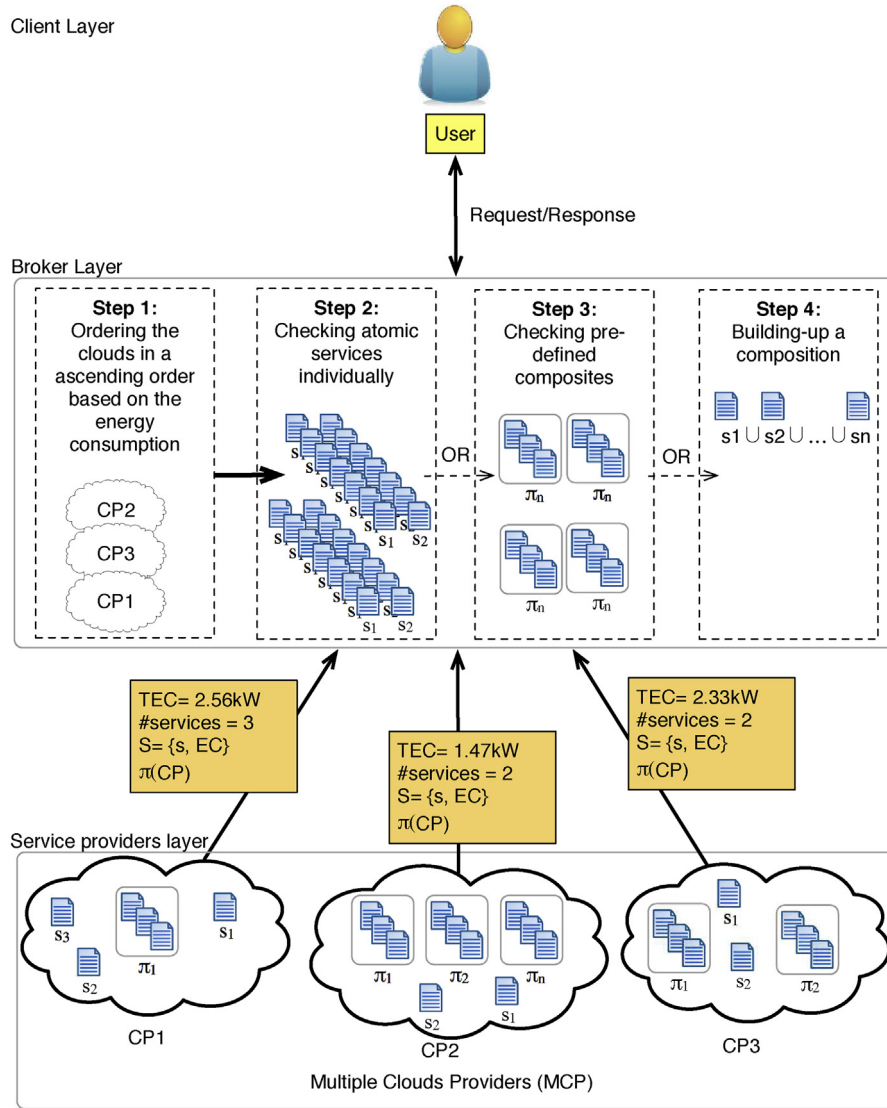 Client Layer
User
Request/Response
Broker Layer
Step 1:
Ordering the
clouds in a
ascending order
based on the
energy
consumption
CP2
CP3
CP1
Step 2:
Checking atomic
services
individually
s1 s2
s1 s2
OR
Step 3:
Checking pre-
defined
composites
πn πn
πn πn
OR
Step 4:
Building-up a
composition
s1 ∪ s2 ∪ ... ∪ sn
TEC= 2.56kW
#services = 3
S= {s, EC}
π(CP)
TEC= 1.47kW
#services = 2
S= {s, EC}
π(CP)
TEC= 2.33kW
#services = 2
S= {s, EC}
π(CP)
Service providers layer
s3
s2
π1
s1
CP1
π1 π2 πn
s2 s1
CP2
s1
π1 s2 π2
CP3
Multiple Clouds Providers (MCP)